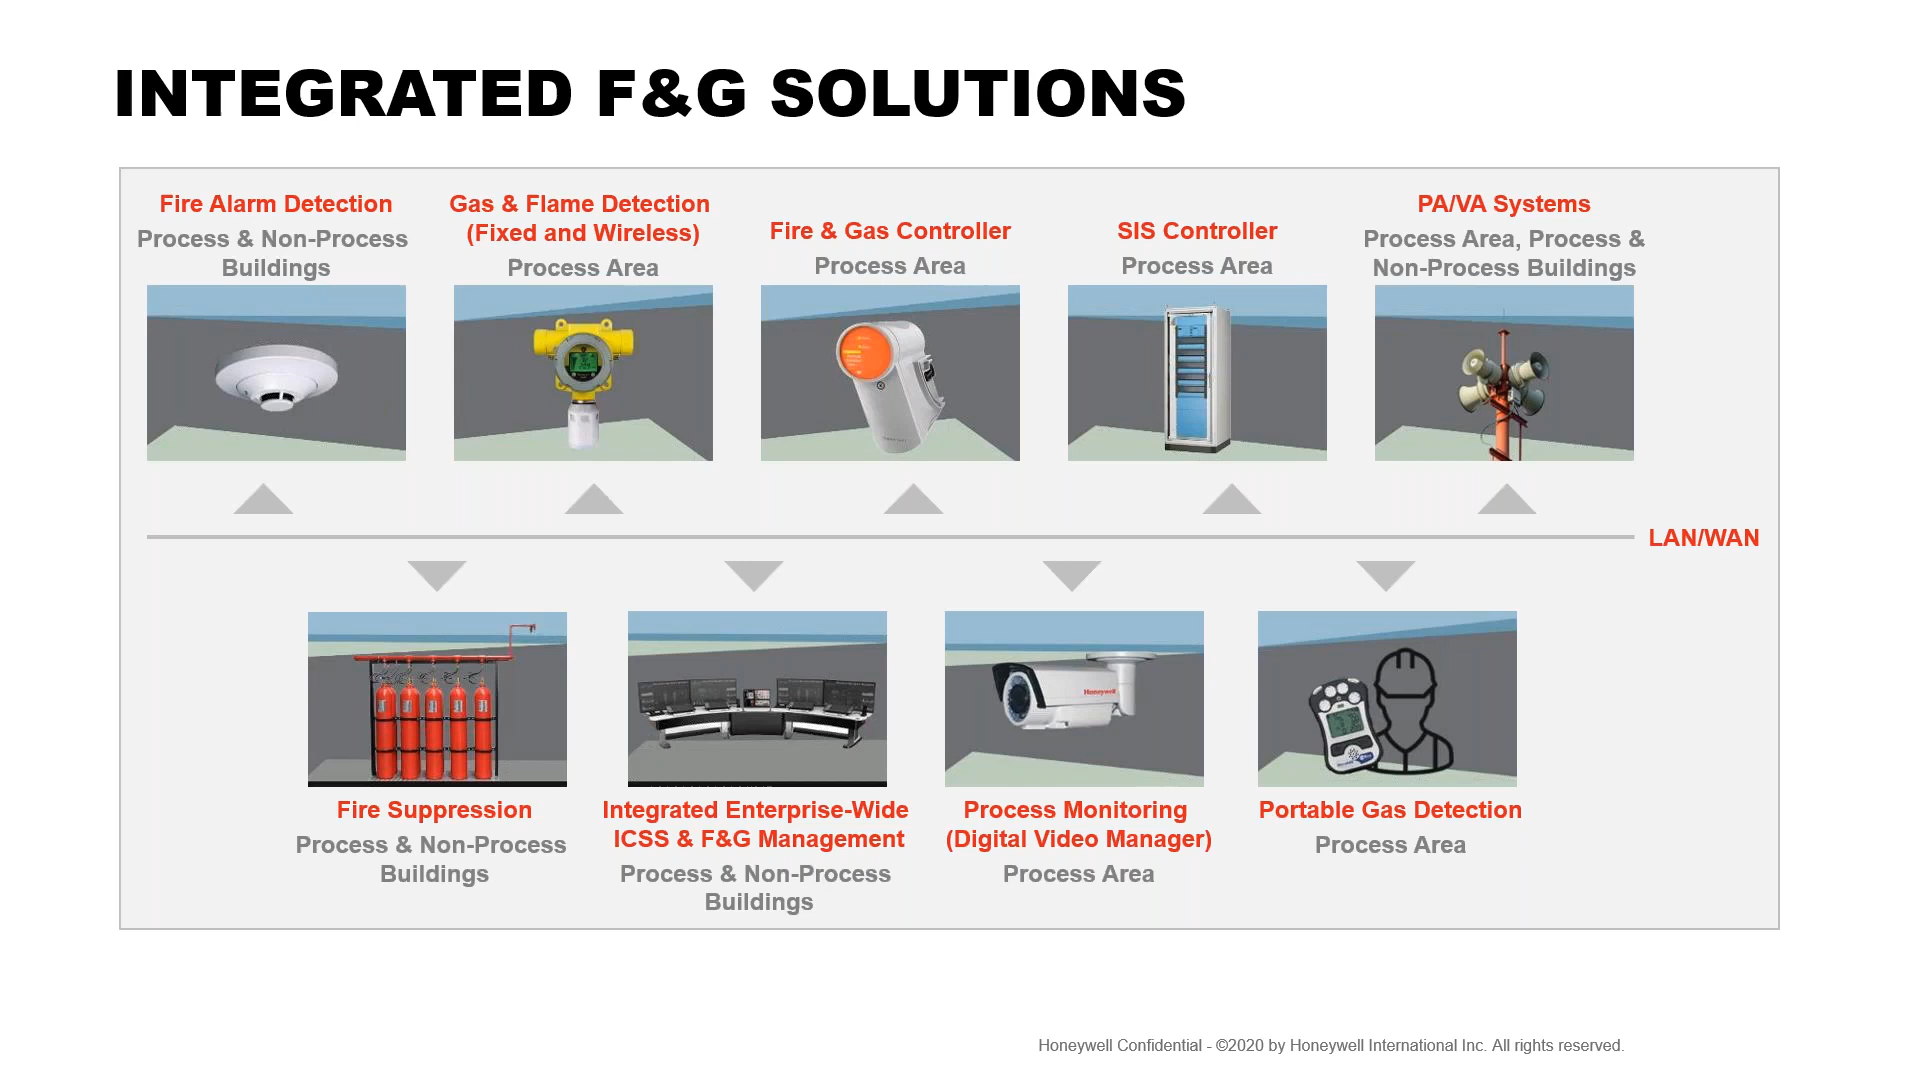 INTEGRATED F&G SOLUTIONS
Fire Alarm Detection
Process & Non-Process
Buildings
Gas & Flame Detection
(Fixed and Wireless)
Process Area
Fire & Gas Controller
Process Area
SIS Controller
Process Area
PA/VA Systems
Process Area, Process &
Non-Process Buildings
LAN/WAN
Honeywell
Fire Suppression
Process & Non-Process
Buildings
Integrated Enterprise-Wide
ICSS & F&G Management
Process & Non-Process
Buildings
Process Monitoring
(Digital Video Manager)
Process Area
Portable Gas Detection
Process Area
Honeywell Confidential - ©2020 by Honeywell International Inc. All rights reserved.